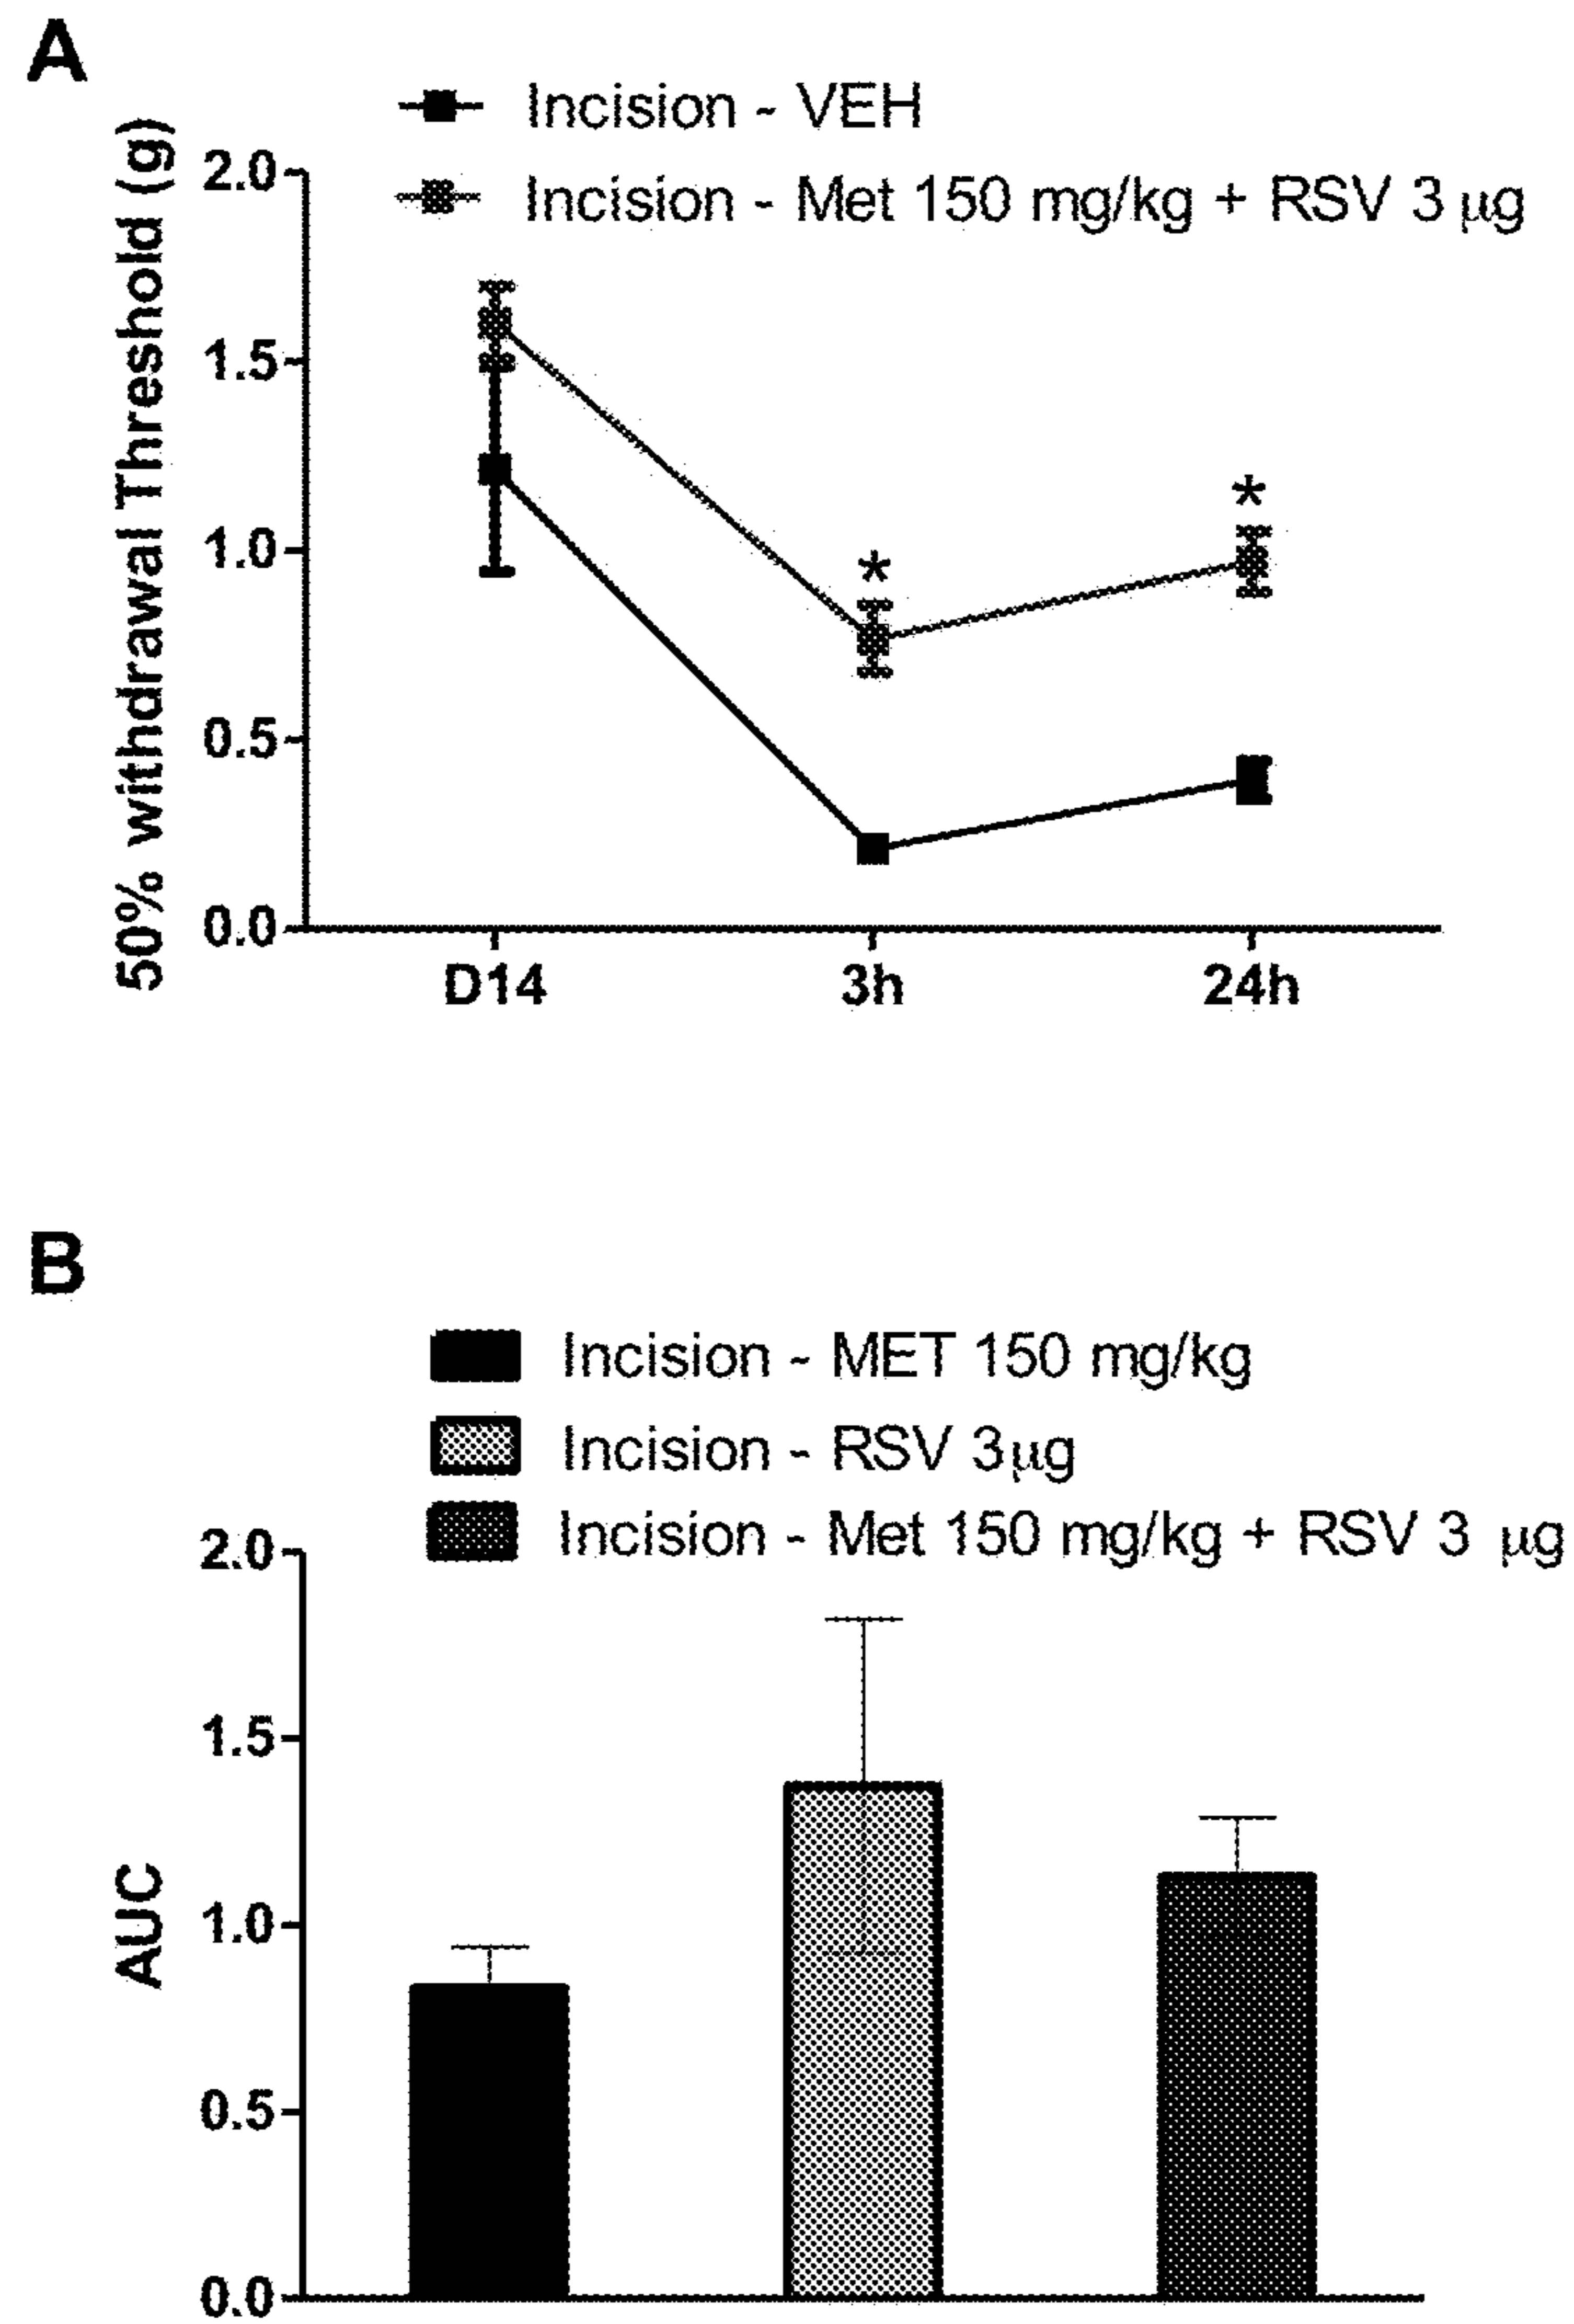 A
Incision - VEH
Incision - Met 150 mg/kg + RSV 3 μg
50% withdrawal Threshold (g)
2.0
1.5
1.0
0.5
0.0
*
*
D14 3h 24h
B
Incision - MET 150 mg/kg
Incision - RSV 3μg
Incision - Met 150 mg/kg + RSV 3 μg
AUC
2.0
1.5
1.0
0.5
0.0